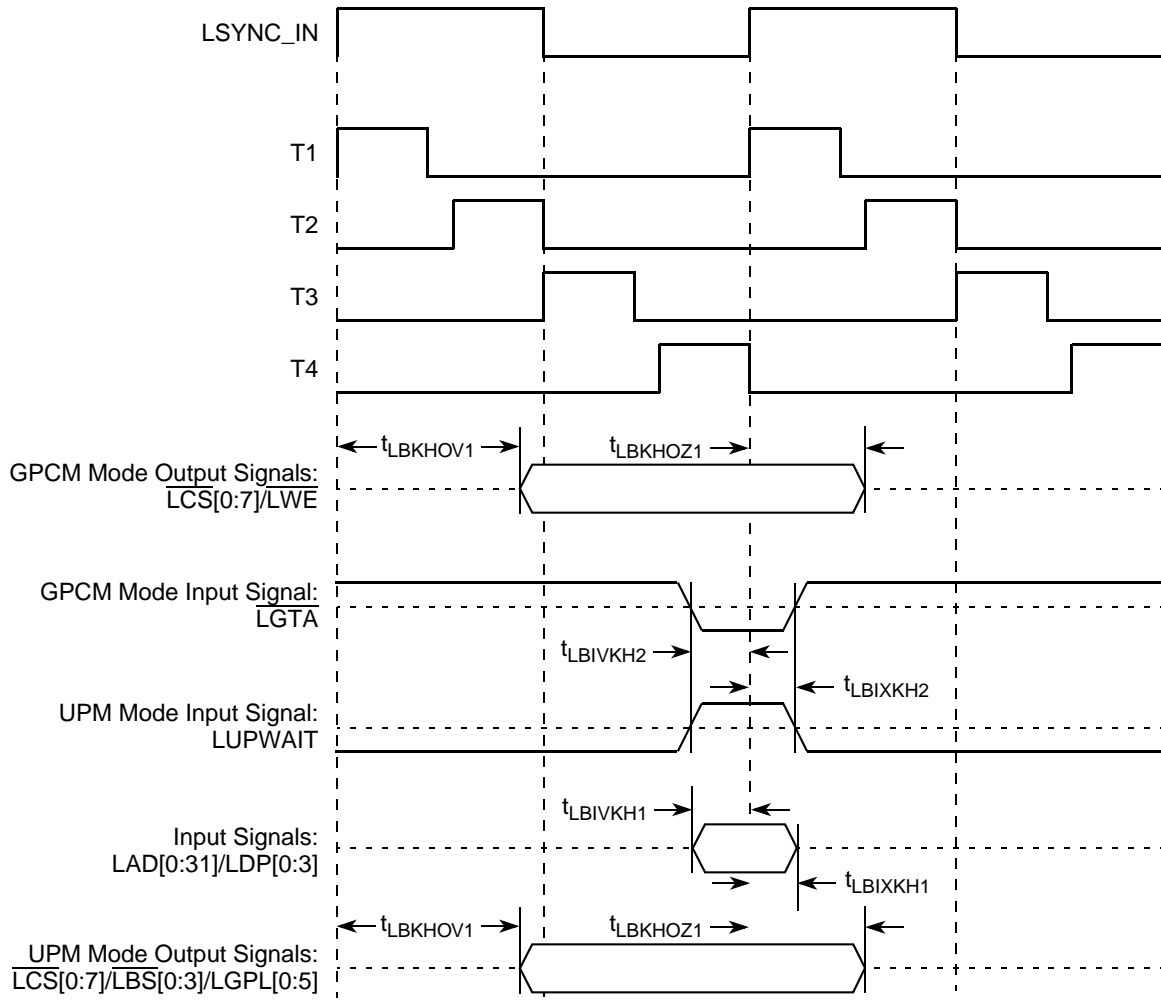 LSYNC_IN
T1
T2
T3
T4
tLBKHOV1
tLBKHOZ1
GPCM Mode Output Signals:
LCS[0:7]/LWE
GPCM Mode Input Signal:
LGTA
tLBIVKH2
tLBIXKH2
UPM Mode Input Signal:
LUPWAIT
tLBIVKH1
Input Signals:
LAD[0:31]/LDP[0:3]
tLBIXKH1
tLBKHOV1
tLBKHOZ1
UPM Mode Output Signals:
LCS[0:7]/LBS[0:3]/LGPL[0:5]